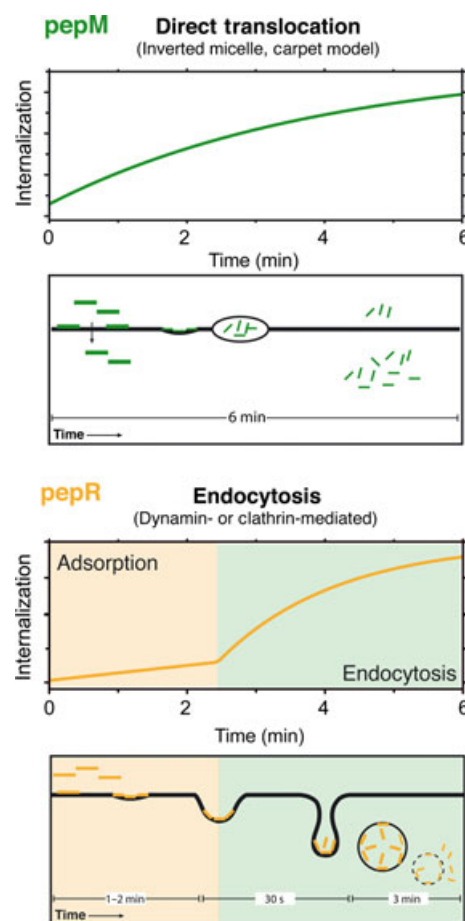 pepM Direct translocation
(Inverted micelle, carpet model)
Internalization
0 2 4 6
Time (min)
6 min
Time
pepR Endocytosis
(Dynamin- or clathrin-mediated)
Adsorption
Internalization
Endocytosis
0 2 4 6
Time (min)
1–2 min 30 s 3 min
Time